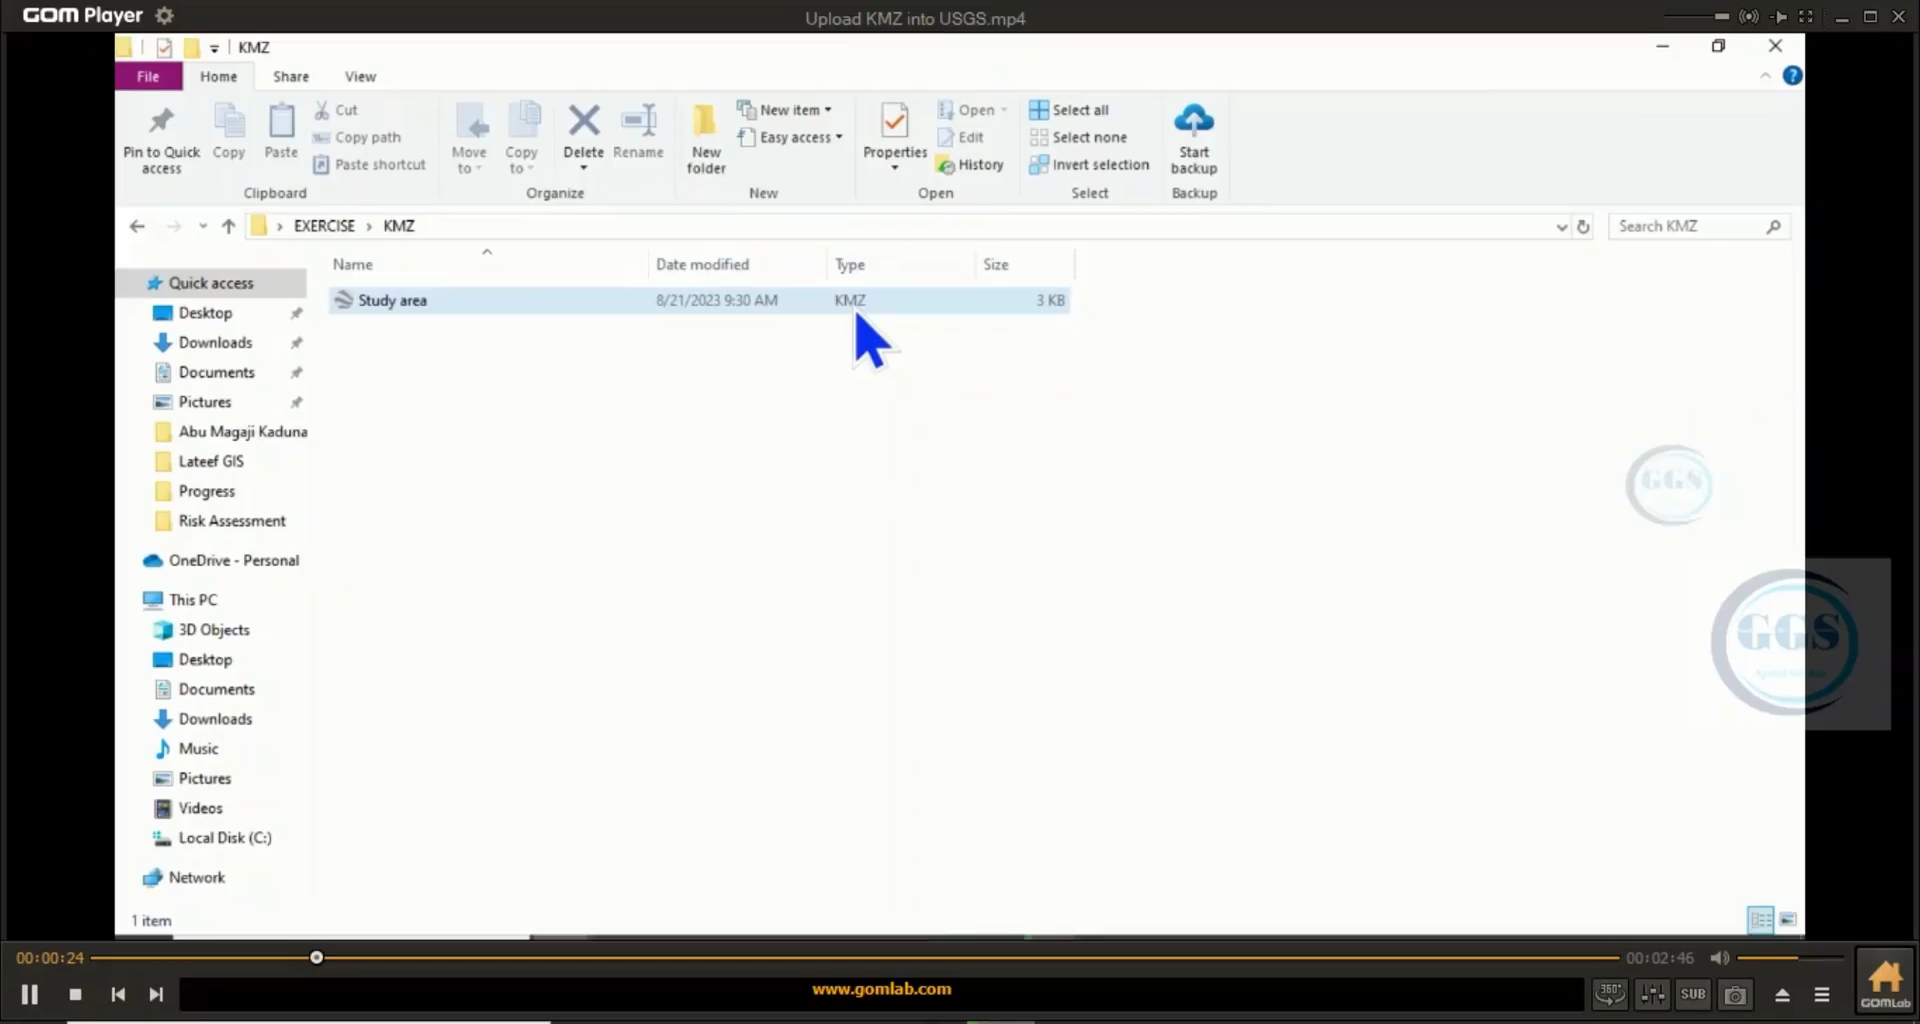 GOM Player
Upload KMZ into USGS.mp4
KMZ
File Home Share View
Pin to Quick access
Copy
Paste
Cut
Copy path
Paste shortcut
Clipboard
Move to
Copy to
Delete
Rename
Organize
New folder
New item
Easy access
New
Properties
Open
Edit
History
Open
Select all
Select none
Invert selection
Select
Start backup
Backup
EXERCISE > KMZ
Search KMZ
Name Date modified Type Size
Study area 8/21/2023 9:30 AM KMZ 3 KB
Quick access
Desktop
Downloads
Documents
Pictures
Abu Magaji Kaduna
Lateef GIS
Progress
Risk Assessment
OneDrive - Personal
This PC
3D Objects
Desktop
Documents
Downloads
Music
Pictures
Videos
Local Disk (C:)
Network
1 item
GGS
GGS
00:00:24
00:02:46
www.gomlab.com
360°
SUB
GOMLab